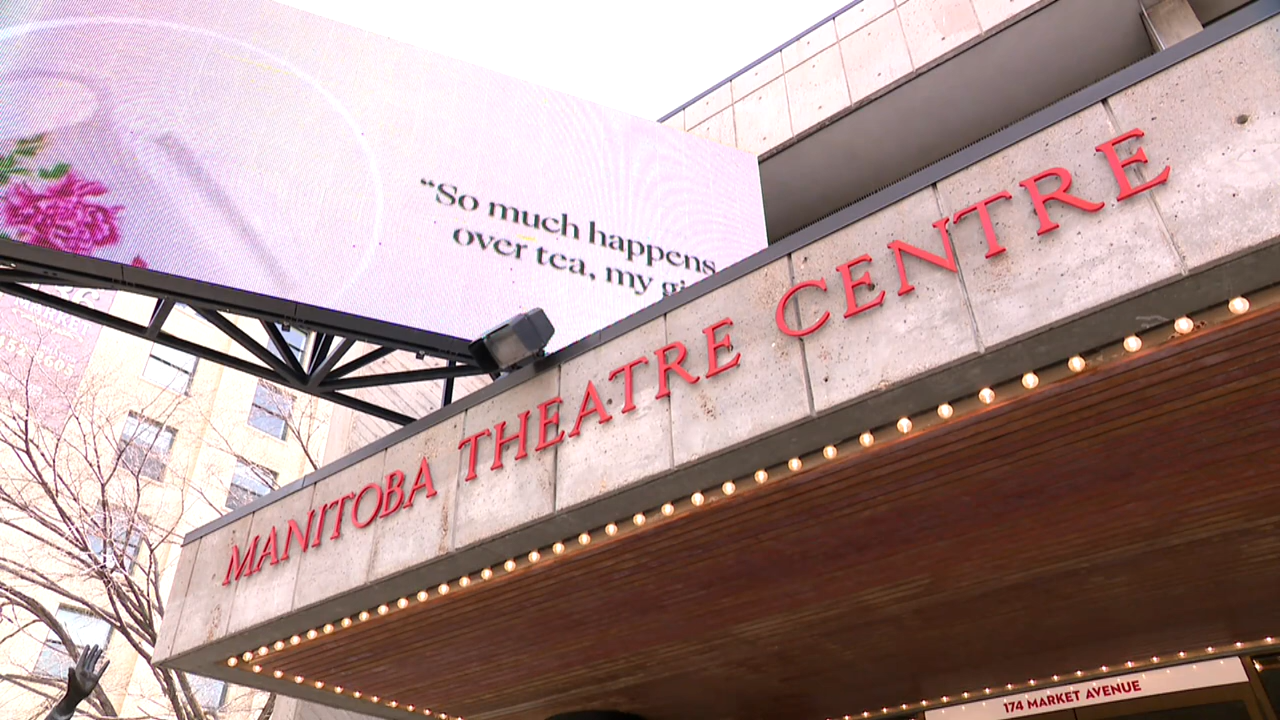 “So much happens
over tea, my
MANITOBA THEATRE CENTRE
174 MARKET AVENUE